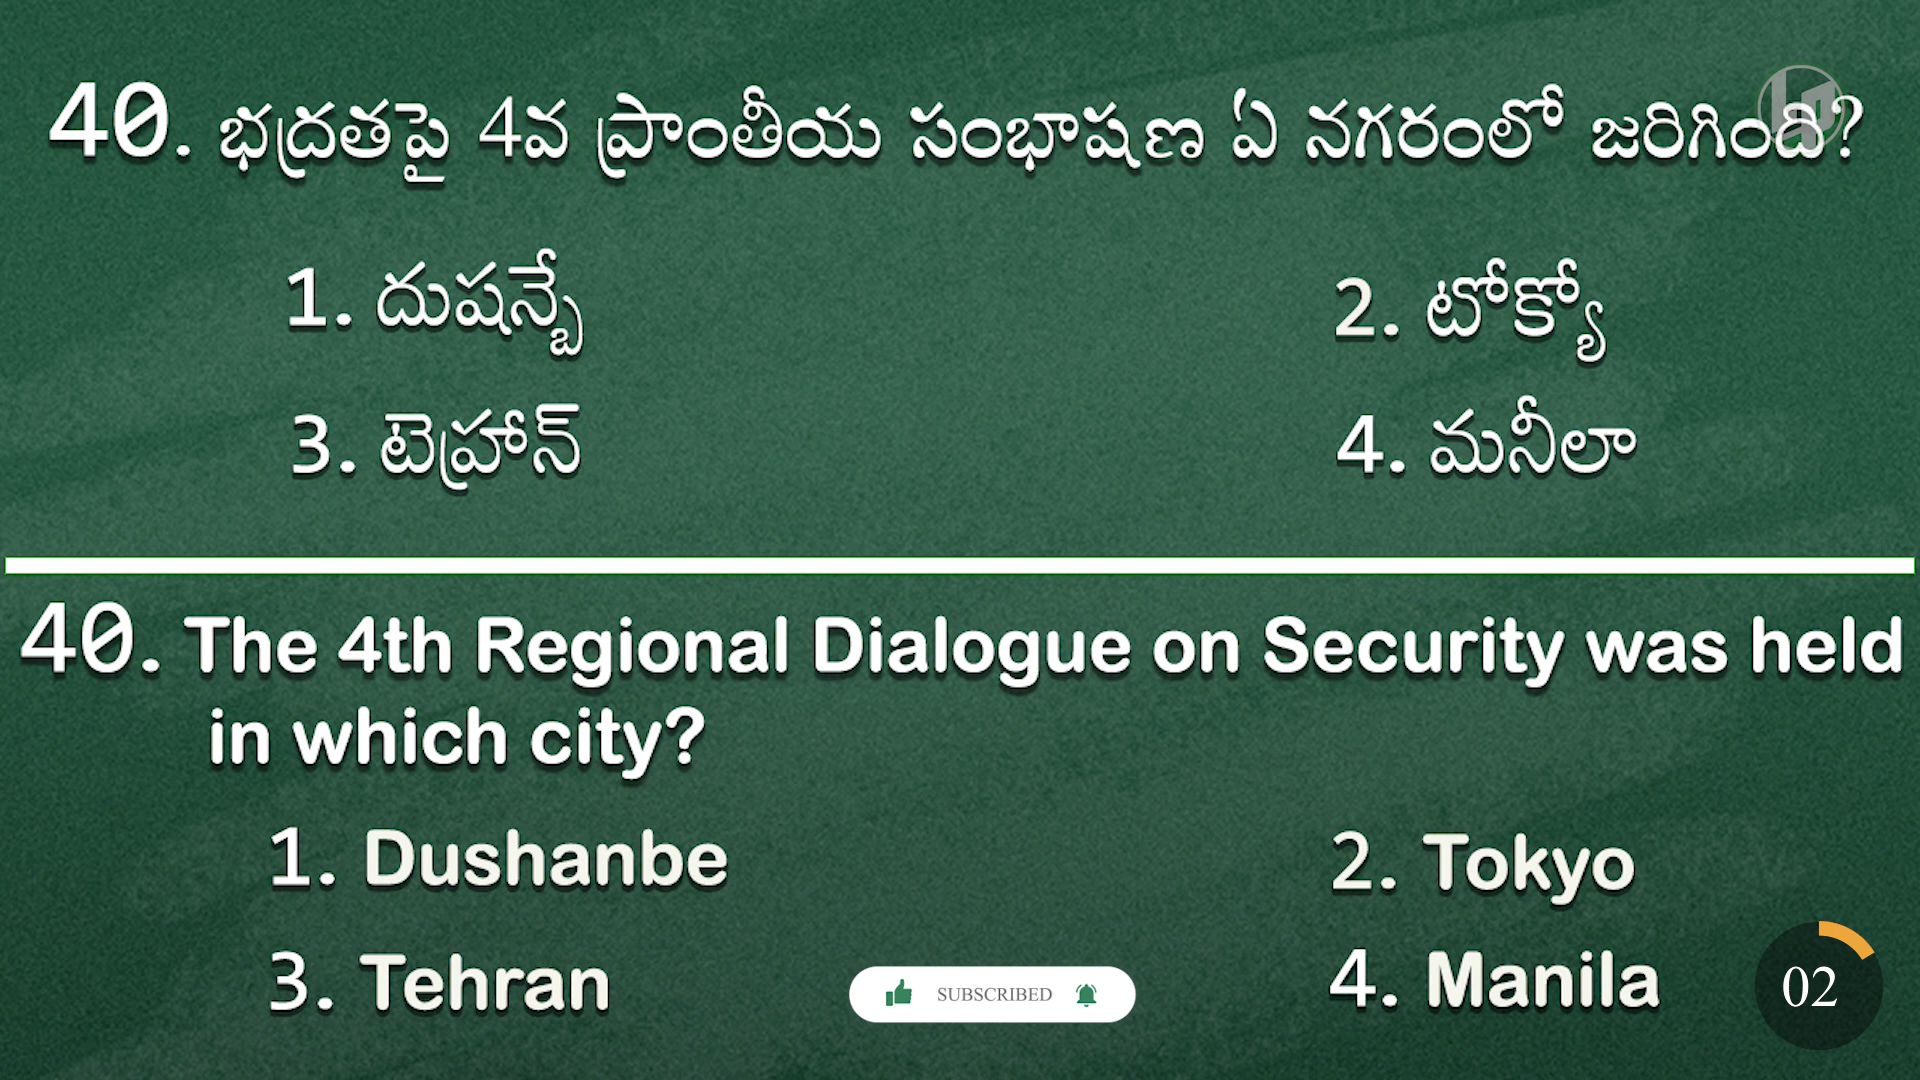 40. భద్రతపై 4వ ప్రాంతీయ సంభాషణ ఏ నగరంలో జరిగింది?
1. దుషన్బే
2. టోక్యో
3. టెహ్రాన్
4. మనీలా
40. The 4th Regional Dialogue on Security was held
in which city?
1. Dushanbe
2. Tokyo
3. Tehran
4. Manila
SUBSCRIBED
02